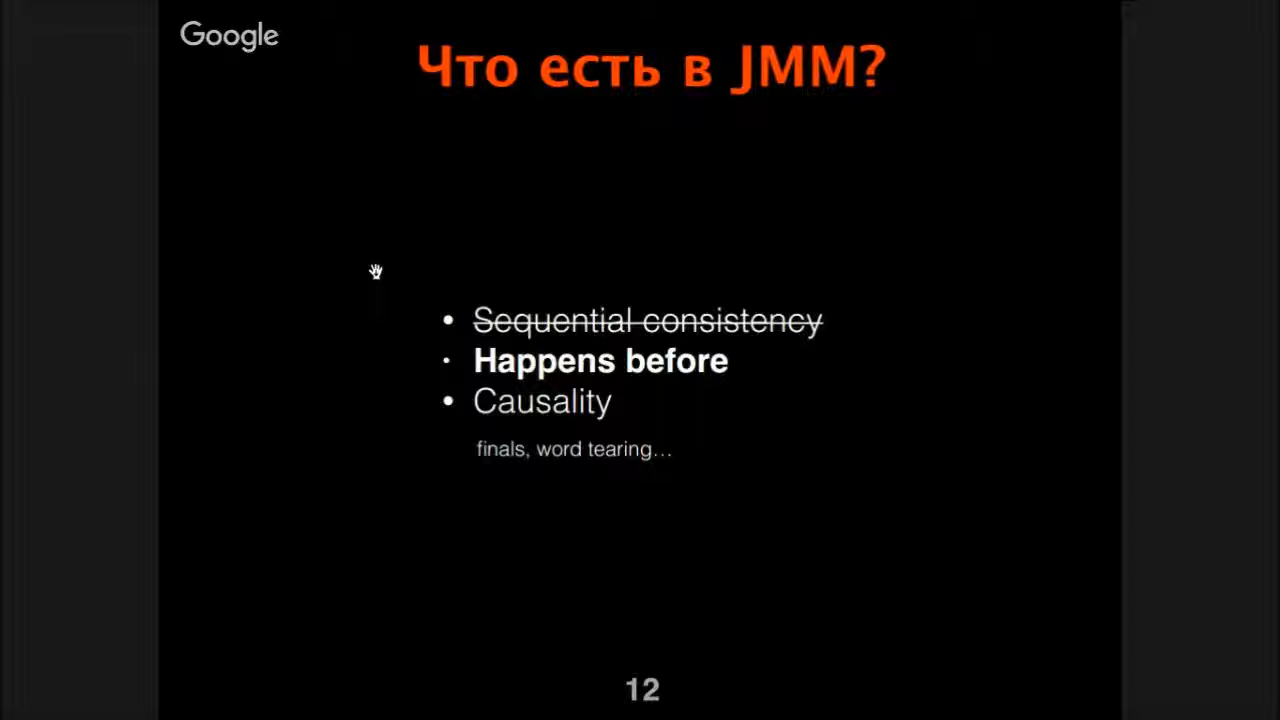 Google
Что есть в JMM?
• Sequential consistency
• Happens before
• Causality
finals, word tearing…
12